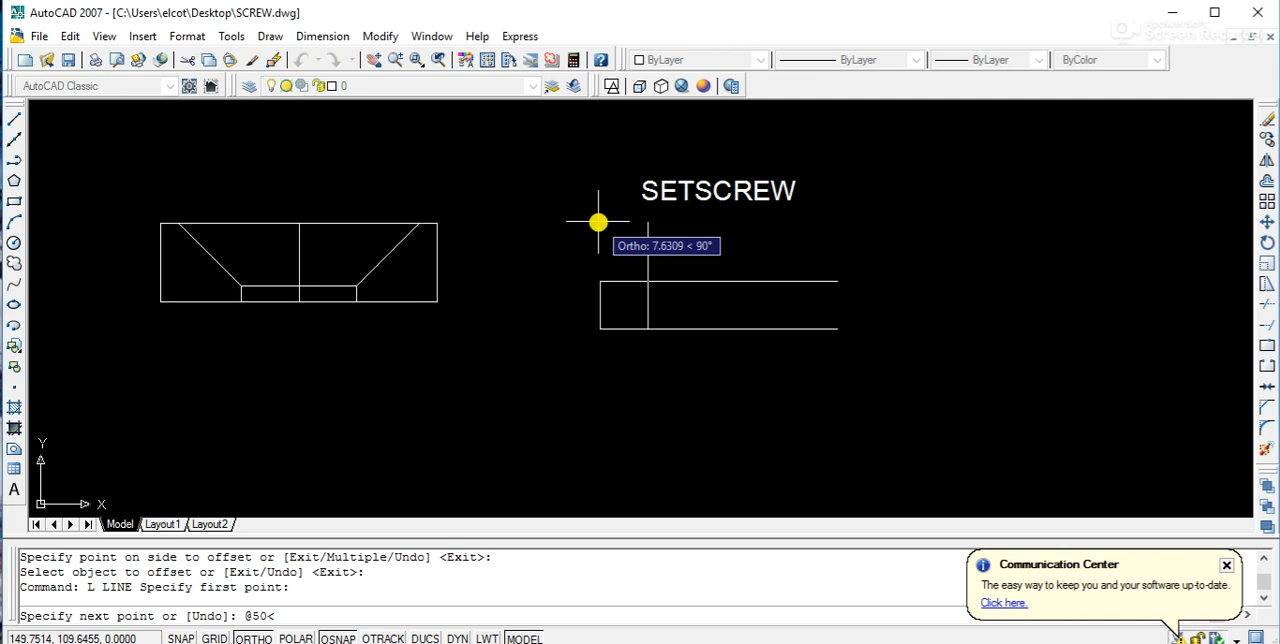 AutoCAD 2007 - [C:\Users\elcot\Desktop\SCREW.dwg]
File Edit View Insert Format Tools Draw Dimension Modify Window Help Express
ByLayer ByLayer ByLayer ByColor
AutoCAD Classic 0
SETSCREW
Ortho: 7.6309 < 90°
Y
X
A
Model Layout1 Layout2
Specify point on side to offset or [Exit/Multiple/Undo] <Exit>:
Select object to offset or [Exit/Undo] <Exit>:
Command: L LINE Specify first point:
Specify next point or [Undo]: @50<
Communication Center
The easy way to keep you and your software up-to-date.
Click here.
149.7514, 109.6455, 0.0000 SNAP GRID ORTHO POLAR OSNAP OTRACK DUCS DYN LWT MODEL